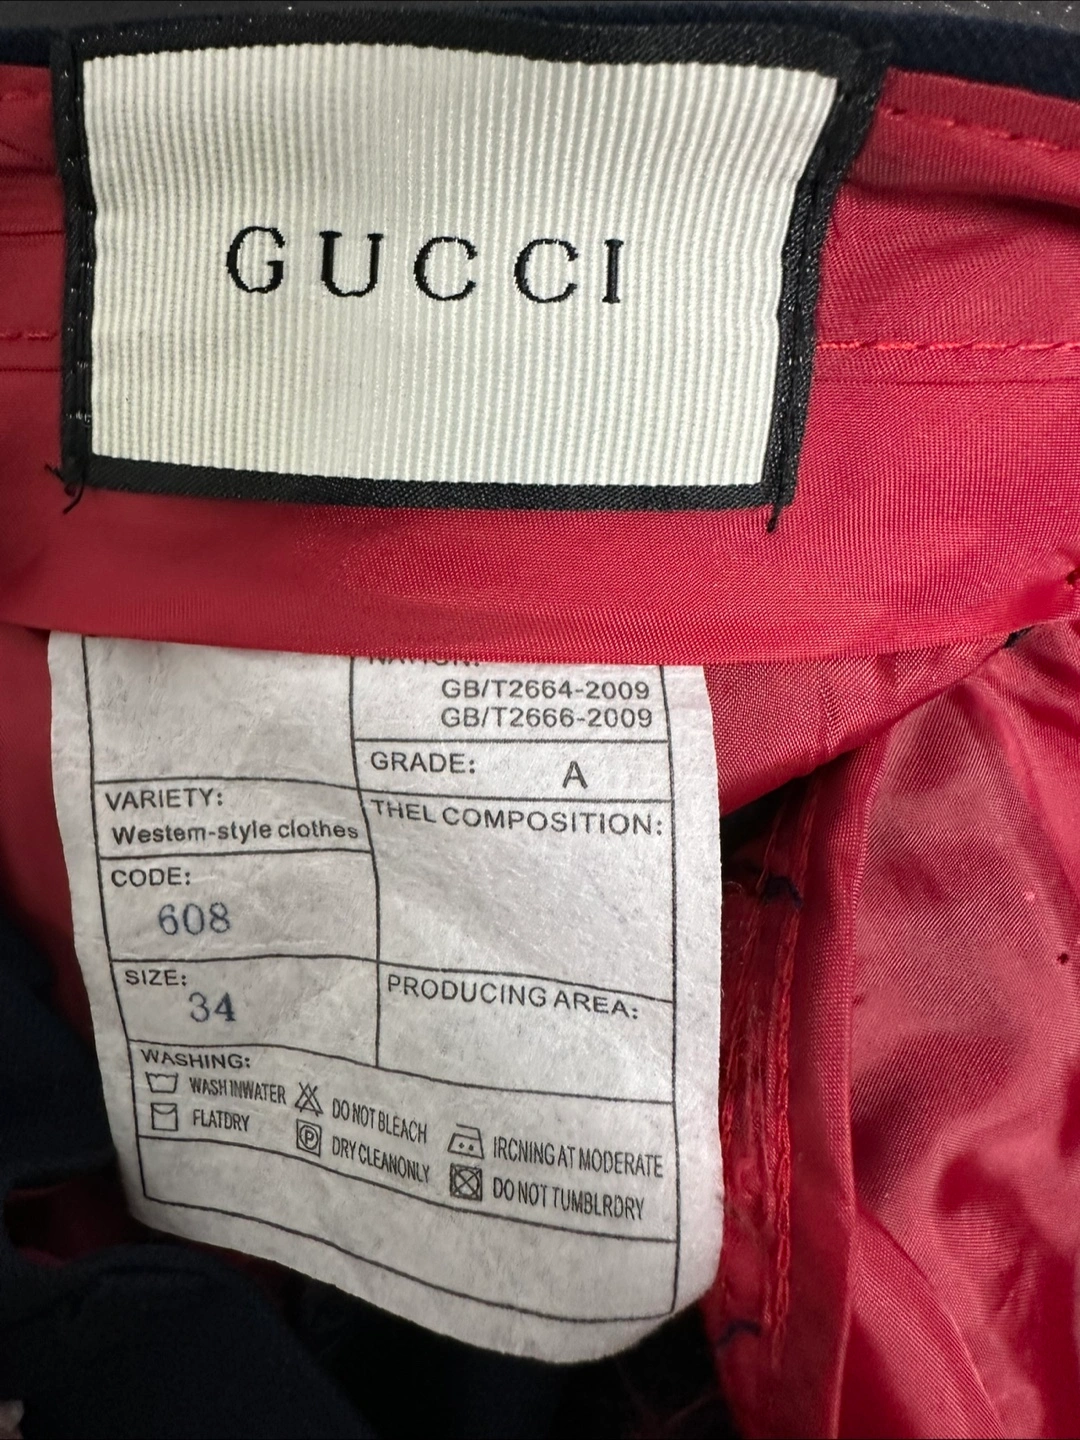 GUCCI
GB/T2664-2009
GB/T2666-2009
GRADE: A
VARIETY:
Westem-style clothes
THEL COMPOSITION:
CODE:
608
SIZE:
34
PRODUCING AREA:
WASHING:
WASH INWATER
DO NOT BLEACH
IRCNING AT MODERATE
FLATDRY
DRY CLEANONLY
DO NOT TUMBLRDRY